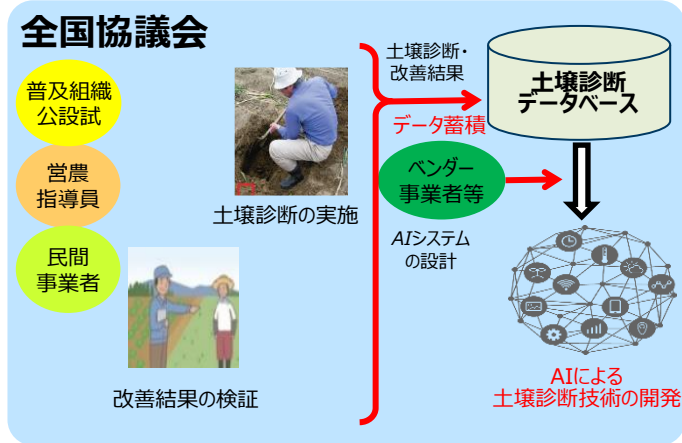 全国協議会
普及組織
公設試
営農
指導員
民間
事業者
土壌診断の実施
改善結果の検証
土壌診断・
改善結果
データ蓄積
ベンダー
事業者等
AIシステム
の設計
土壌診断
データベース
AIによる
土壌診断技術の開発